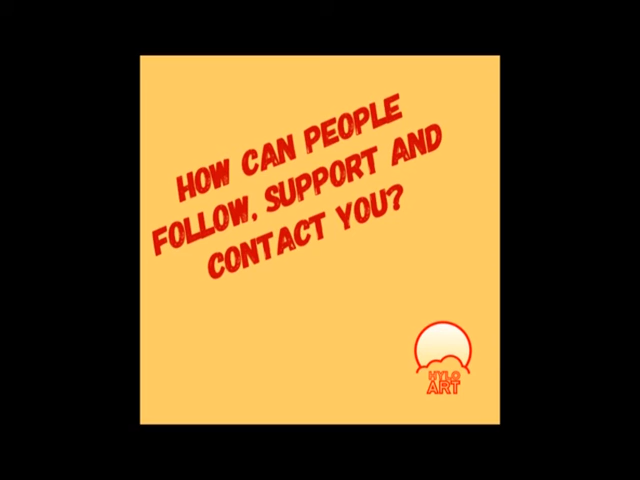 HOW CAN PEOPLE
FOLLOW, SUPPORT AND
CONTACT YOU?
HYLO
ART